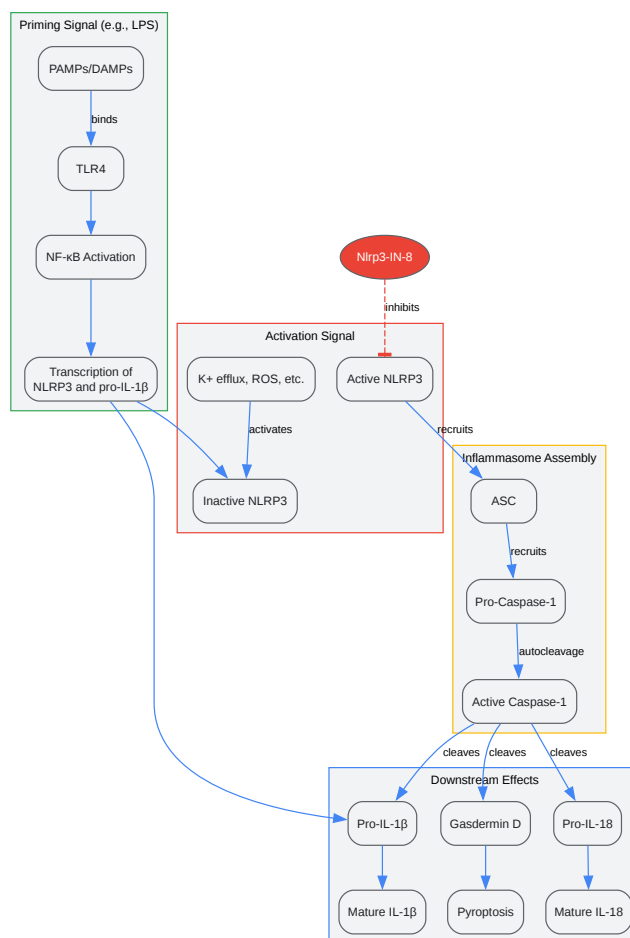 Priming Signal (e.g., LPS)
PAMPs/DAMPs
binds
TLR4
NF-κB Activation
Transcription of
NLRP3 and pro-IL-1β
Nlrp3-IN-8
inhibits
Activation Signal
K+ efflux, ROS, etc.
Active NLRP3
activates
recruits
Inactive NLRP3
Inflammasome Assembly
ASC
recruits
Pro-Caspase-1
autocleavage
Active Caspase-1
cleaves
cleaves
cleaves
Downstream Effects
Pro-IL-1β
Gasdermin D
Pro-IL-18
Mature IL-1β
Pyroptosis
Mature IL-18